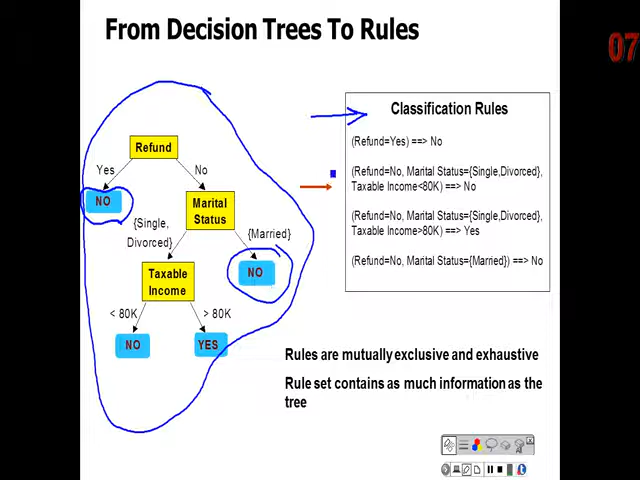 From Decision Trees To Rules
07
Classification Rules
(Refund=Yes) ==> No
(Refund=No, Marital Status={Single,Divorced},
Taxable Income<80K) ==> No
(Refund=No, Marital Status={Single,Divorced},
Taxable Income>80K) ==> Yes
(Refund=No, Marital Status={Married}) ==> No
Refund
Yes
No
NO
Marital
Status
{Single,
Divorced}
{Married}
Taxable
Income
NO
< 80K
> 80K
NO
YES
Rules are mutually exclusive and exhaustive
Rule set contains as much information as the
tree